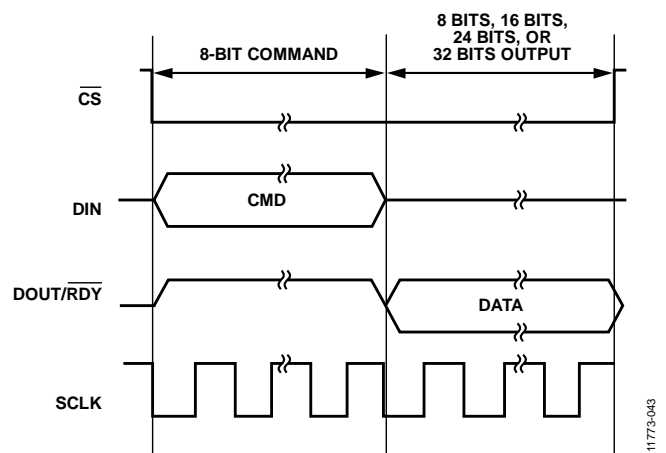 8 BITS, 16 BITS,
24 BITS, OR
32 BITS OUTPUT
8-BIT COMMAND
CS
DIN
CMD
DOUT/RDY
DATA
SCLK
11773-043